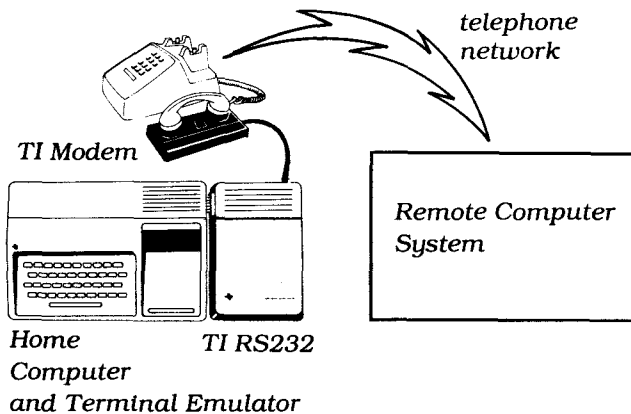 telephone
network
TI Modem
Remote Computer
System
Home
Computer
and Terminal Emulator
TI RS232